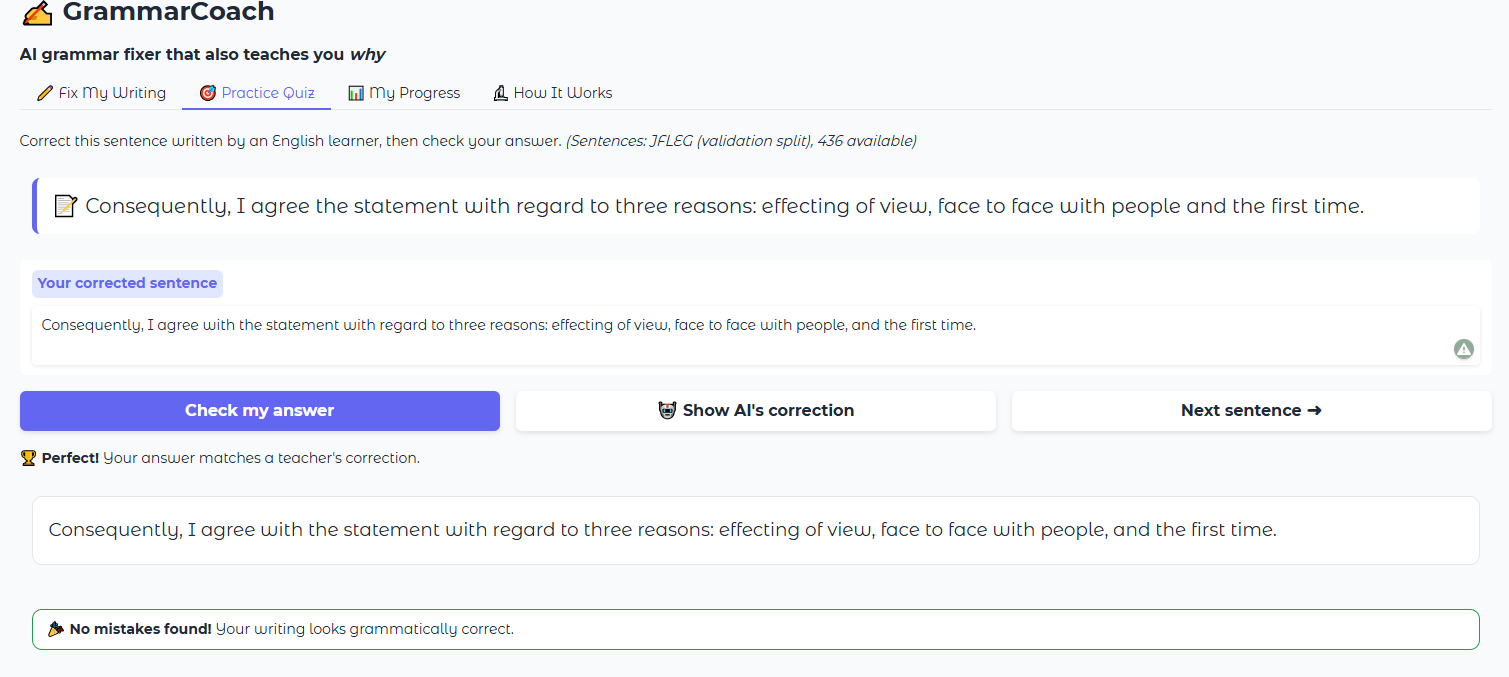 GrammarCoach
AI grammar fixer that also teaches you why
Fix My Writing Practice Quiz My Progress How It Works
Correct this sentence written by an English learner, then check your answer. (Sentences: JFLEG (validation split), 436 available)
Consequently, I agree the statement with regard to three reasons: effecting of view, face to face with people and the first time.
Your corrected sentence
Consequently, I agree with the statement with regard to three reasons: effecting of view, face to face with people, and the first time.
Check my answer Show AI's correction Next sentence ➜
Perfect! Your answer matches a teacher's correction.
Consequently, I agree with the statement with regard to three reasons: effecting of view, face to face with people, and the first time.
No mistakes found! Your writing looks grammatically correct.